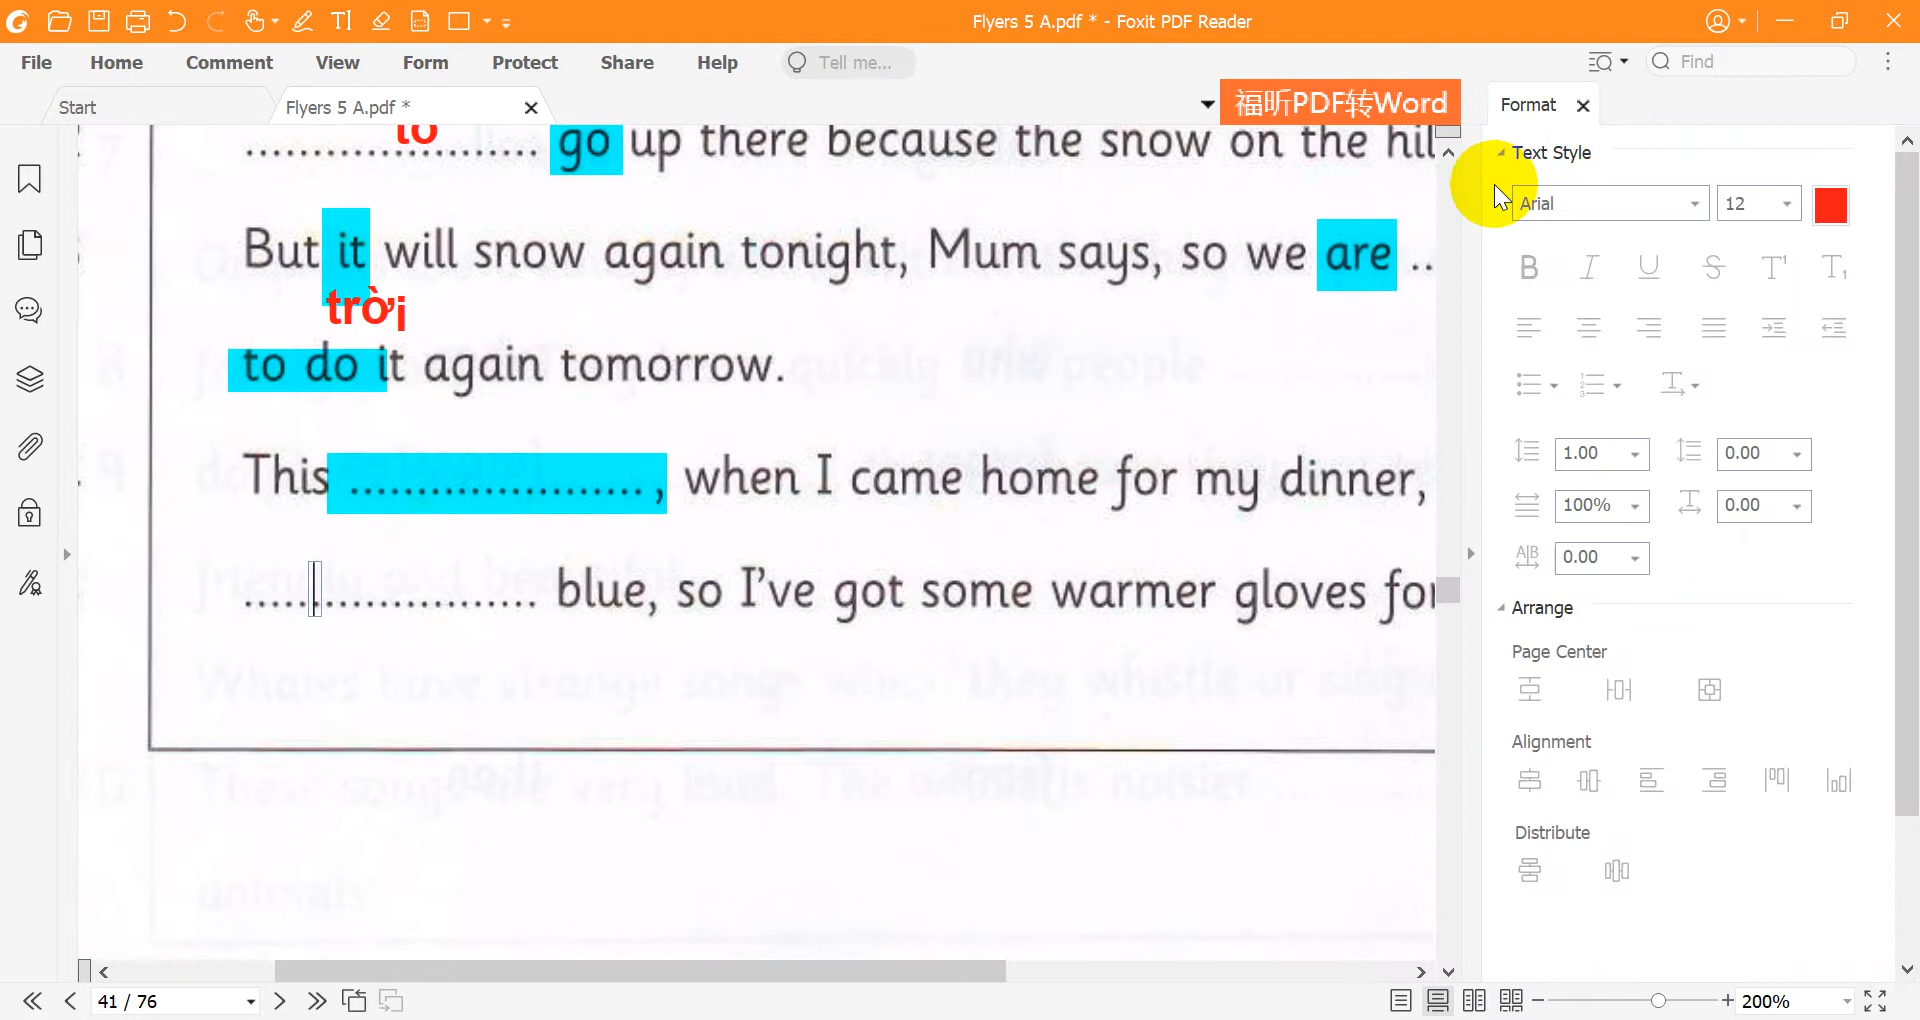 Flyers 5 A.pdf * - Foxit PDF Reader
File Home Comment View Form Protect Share Help Tell me... Find
Start Flyers 5 A.pdf * 福昕PDF转Word Format
to
........................ go up there because the snow on the hil
But it will snow again tonight, Mum says, so we are ..
trời
to do it again tomorrow.
This ........................, when I came home for my dinner,
........................ blue, so I've got some warmer gloves for
Text Style
Arial 12
1.00 0.00
100% 0.00
0.00
Arrange
Page Center
Alignment
Distribute
41 / 76 200%